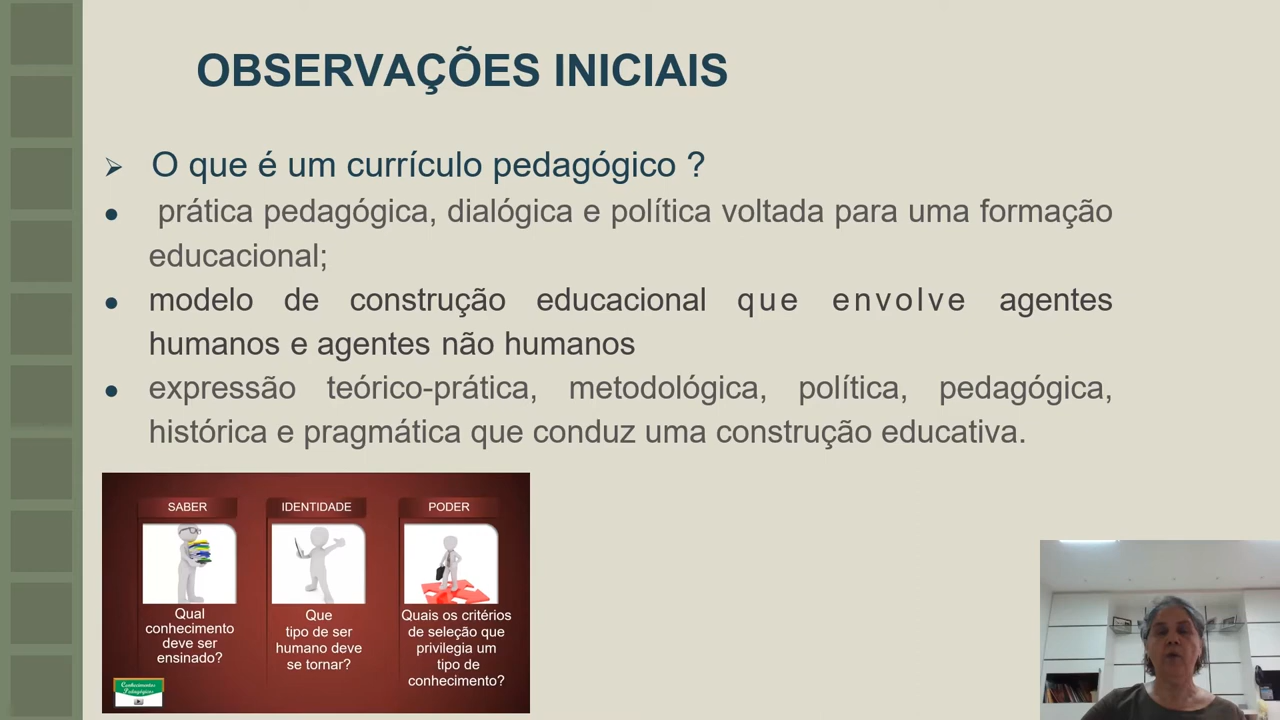 OBSERVAÇÕES INICIAIS
O que é um currículo pedagógico ?
prática pedagógica, dialógica e política voltada para uma formação
educacional;
modelo de construção educacional que envolve agentes
humanos e agentes não humanos
expressão teórico-prática, metodológica, política, pedagógica,
histórica e pragmática que conduz uma construção educativa.
SABER
Qual
conhecimento
deve ser
ensinado?
IDENTIDADE
Que
tipo de ser
humano deve
se tornar?
PODER
Quais os critérios
de seleção que
privilegia um
tipo de
conhecimento?
Conhecimentos
Pedagógicos